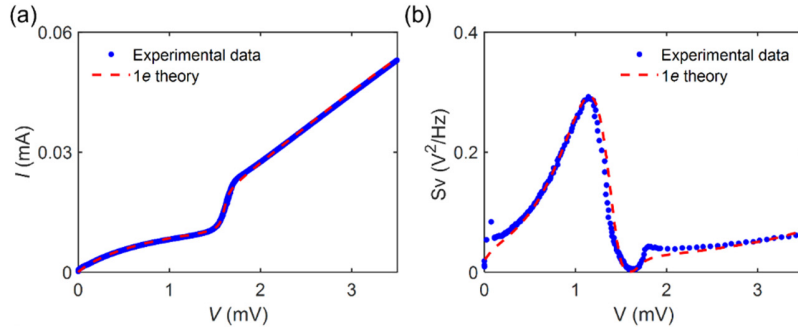 (a)
0.06
Experimental data
1e theory
I (mA)
0.03
0
0 1 2 3
V (mV)
(b)
0.4
Experimental data
1e theory
Sv (V²/Hz)
0.2
0
0 1 2 3
V (mV)